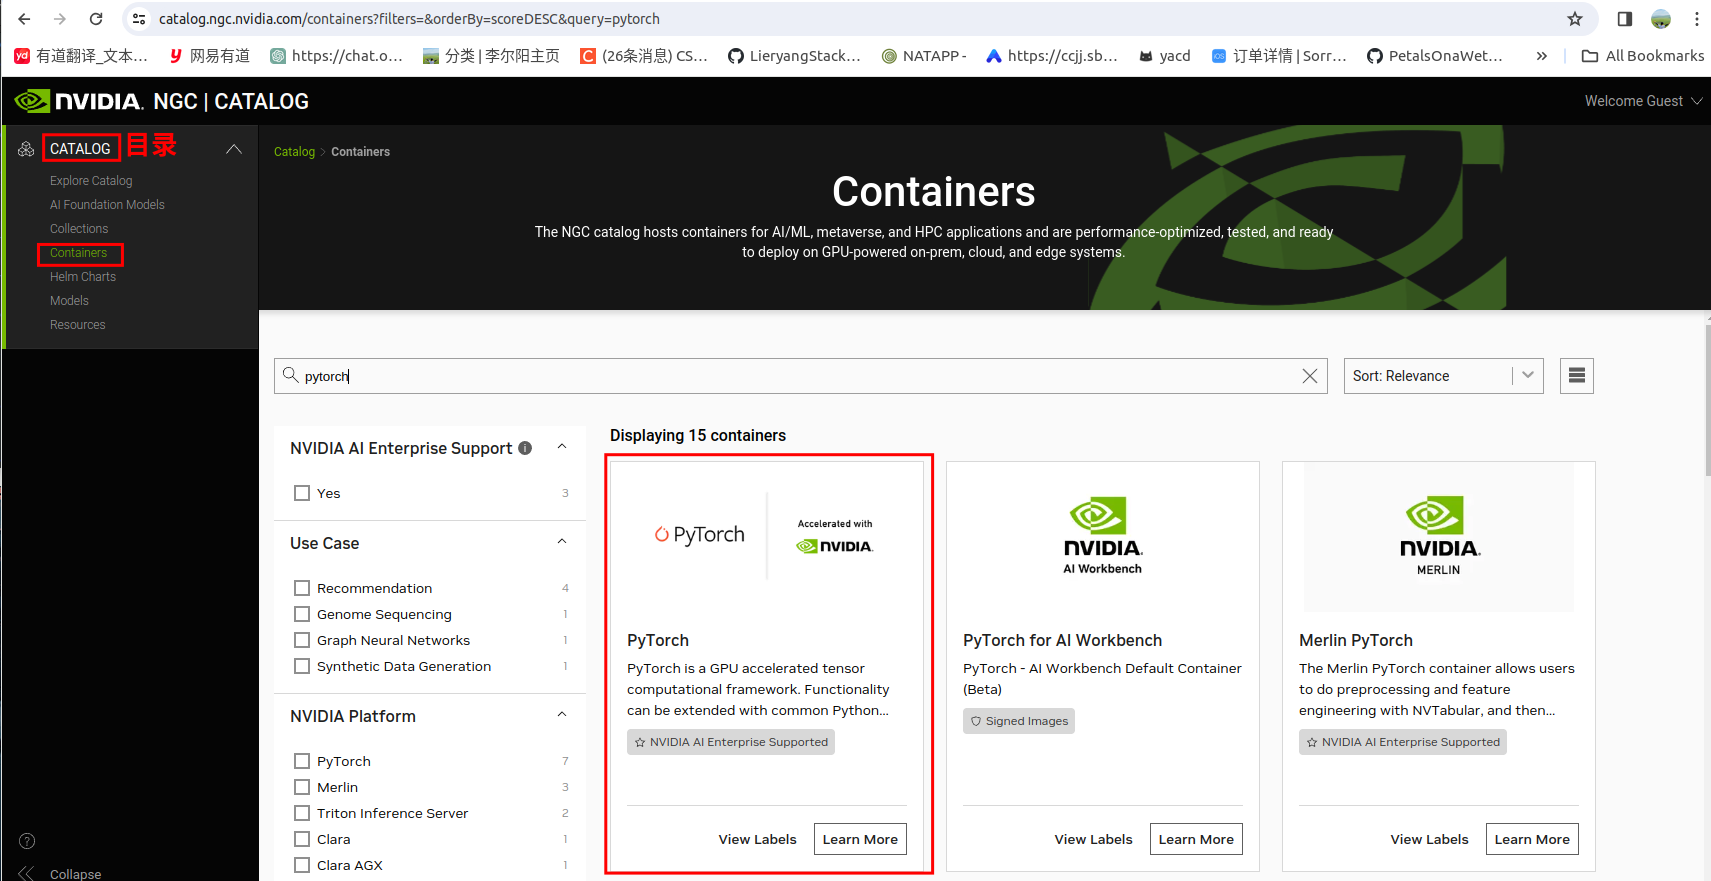 catalog.ngc.nvidia.com/containers?filters=&orderBy=scoreDESC&query=pytorch
有道翻译_文本...
网易有道
https://chat.o...
分类 | 李尔阳主页
(26条消息) CS...
LieryangStack...
NATAPP -
https://ccjj.sb...
yacd
订单详情 | Sorr...
PetalsOnaWet...
»
All Bookmarks
NVIDIA. NGC | CATALOG
Welcome Guest
CATALOG 目录
Explore Catalog
AI Foundation Models
Collections
Containers
Helm Charts
Models
Resources
Collapse
Catalog > Containers
Containers
The NGC catalog hosts containers for AI/ML, metaverse, and HPC applications and are performance-optimized, tested, and ready
to deploy on GPU-powered on-prem, cloud, and edge systems.
pytorch
Sort: Relevance
NVIDIA AI Enterprise Support
Yes 3
Use Case
Recommendation 4
Genome Sequencing 1
Graph Neural Networks 1
Synthetic Data Generation 1
NVIDIA Platform
PyTorch 7
Merlin 3
Triton Inference Server 2
Clara 1
Clara AGX 1
Displaying 15 containers
PyTorch
Accelerated with
NVIDIA.
PyTorch
PyTorch is a GPU accelerated tensor
computational framework. Functionality
can be extended with common Python...
NVIDIA AI Enterprise Supported
View Labels
Learn More
NVIDIA.
AI Workbench
PyTorch for AI Workbench
PyTorch - AI Workbench Default Container
(Beta)
Signed Images
View Labels
Learn More
NVIDIA.
MERLIN
Merlin PyTorch
The Merlin PyTorch container allows users
to do preprocessing and feature
engineering with NVTabular, and then...
NVIDIA AI Enterprise Supported
View Labels
Learn More